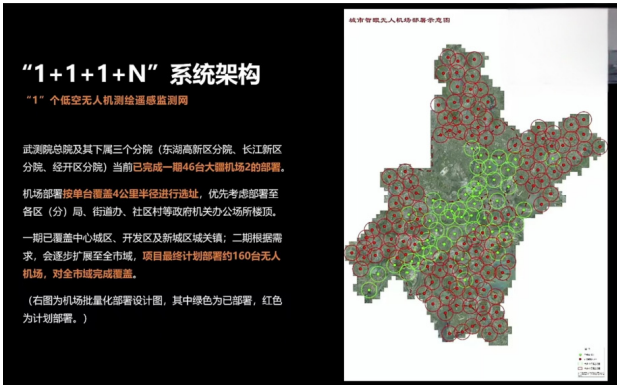 城市智眼无人机场部署示意图
“1+1+1+N”系统架构
“1”个低空无人机测绘遥感监测网
武测院总院及其下属三个分院（东湖高新区分院、长江新区
分院、经开区分院）当前已完成一期46台大疆机场2的部署。
机场部署按单台覆盖4公里半径进行选址，优先考虑部署至
各区（分）局、街道办、社区村等政府机关办公场所楼顶。
一期已覆盖中心城区、开发区及新城区城关镇；二期根据需
求，会逐步扩展至全市域，项目最终计划部署约160台无人
机场，对全市域完成覆盖。
（右图为机场批量化部署设计图，其中绿色为已部署，红色
为计划部署。）